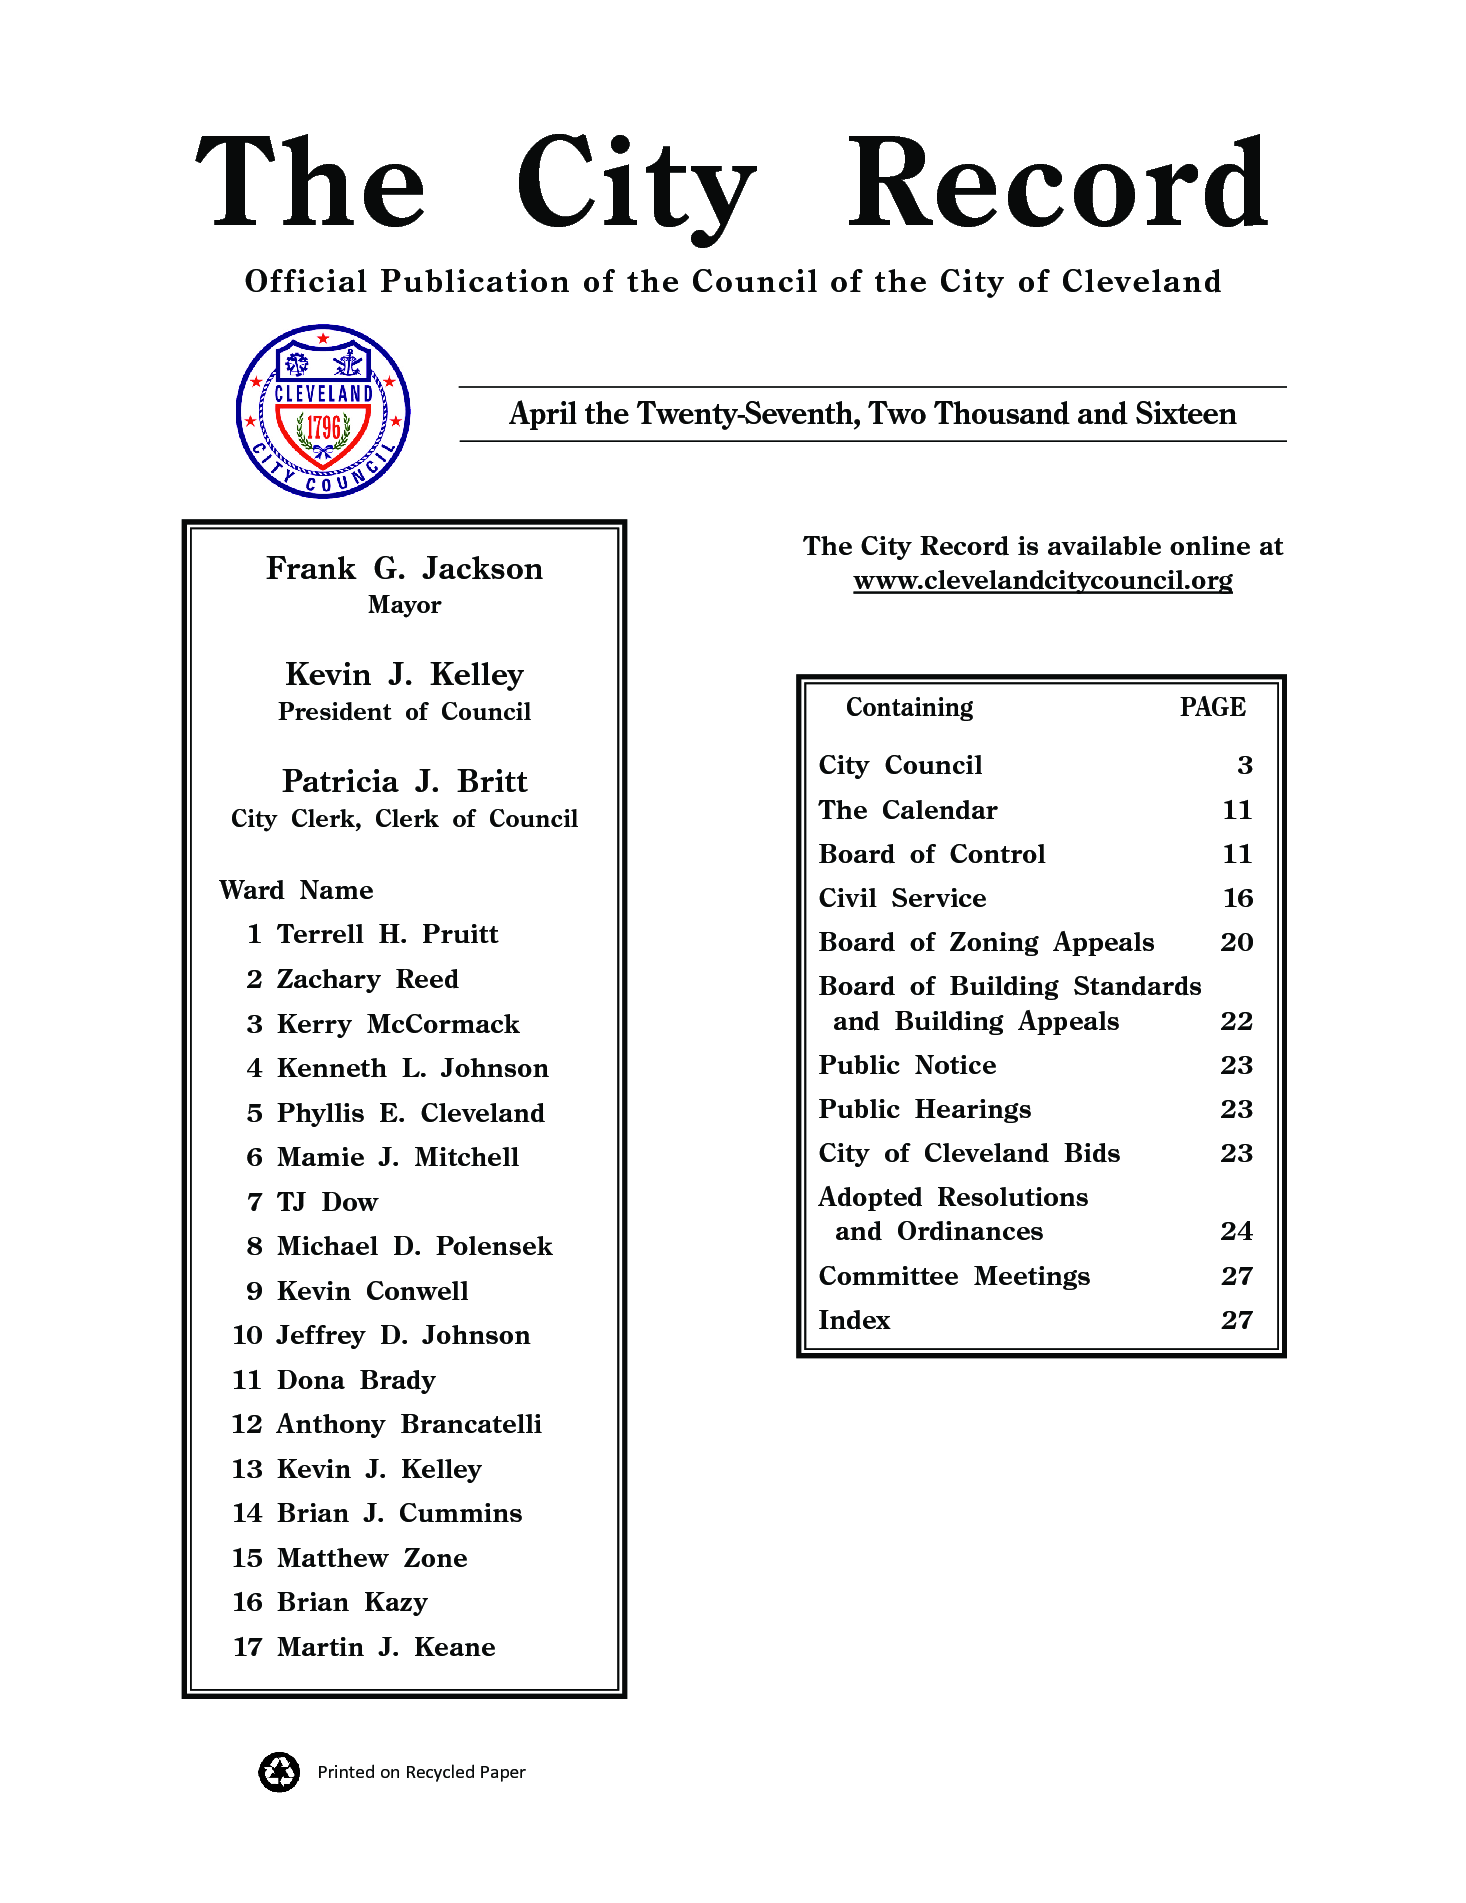 The City Record
Official Publication of the Council of the City of Cleveland
CLEVELAND
1796
CITY COUNCIL
April the Twenty-Seventh, Two Thousand and Sixteen
Frank G. Jackson
Mayor
Kevin J. Kelley
President of Council
Patricia J. Britt
City Clerk, Clerk of Council
Ward Name
1 Terrell H. Pruitt
2 Zachary Reed
3 Kerry McCormack
4 Kenneth L. Johnson
5 Phyllis E. Cleveland
6 Mamie J. Mitchell
7 TJ Dow
8 Michael D. Polensek
9 Kevin Conwell
10 Jeffrey D. Johnson
11 Dona Brady
12 Anthony Brancatelli
13 Kevin J. Kelley
14 Brian J. Cummins
15 Matthew Zone
16 Brian Kazy
17 Martin J. Keane
The City Record is available online at
www.clevelandcitycouncil.org
Containing PAGE
City Council 3
The Calendar 11
Board of Control 11
Civil Service 16
Board of Zoning Appeals 20
Board of Building Standards
and Building Appeals 22
Public Notice 23
Public Hearings 23
City of Cleveland Bids 23
Adopted Resolutions
and Ordinances 24
Committee Meetings 27
Index 27
Printed on Recycled Paper